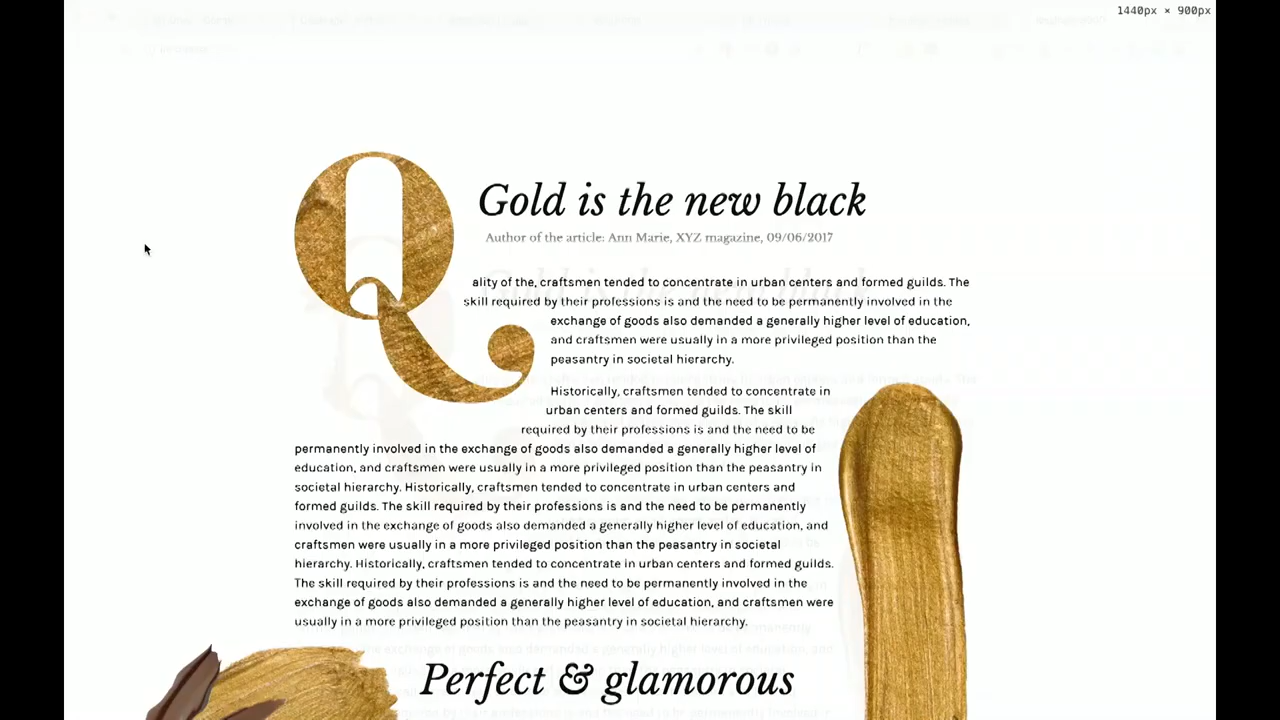 1440px × 900px
Q
Gold is the new black
Author of the article: Ann Marie, XYZ magazine, 09/06/2017
ality of the, craftsmen tended to concentrate in urban centers and formed guilds. The
skill required by their professions is and the need to be permanently involved in the
exchange of goods also demanded a generally higher level of education,
and craftsmen were usually in a more privileged position than the
peasantry in societal hierarchy.
Historically, craftsmen tended to concentrate in
urban centers and formed guilds. The skill
required by their professions is and the need to be
permanently involved in the exchange of goods also demanded a generally higher level of
education, and craftsmen were usually in a more privileged position than the peasantry in
societal hierarchy. Historically, craftsmen tended to concentrate in urban centers and
formed guilds. The skill required by their professions is and the need to be permanently
involved in the exchange of goods also demanded a generally higher level of education, and
craftsmen were usually in a more privileged position than the peasantry in societal
hierarchy. Historically, craftsmen tended to concentrate in urban centers and formed guilds.
The skill required by their professions is and the need to be permanently involved in the
exchange of goods also demanded a generally higher level of education, and craftsmen were
usually in a more privileged position than the peasantry in societal hierarchy.
Perfect & glamorous